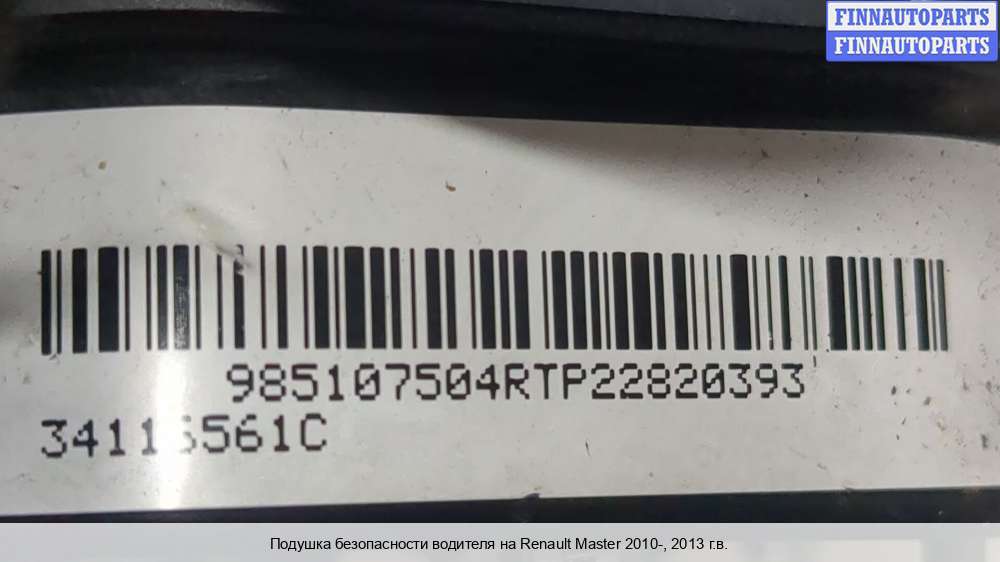 FINNAUTOPARTS
FINNAUTOPARTS
985107504RTP22820393
Подушка безопасности водителя на Renault Master 2010-, 2013 г.в.